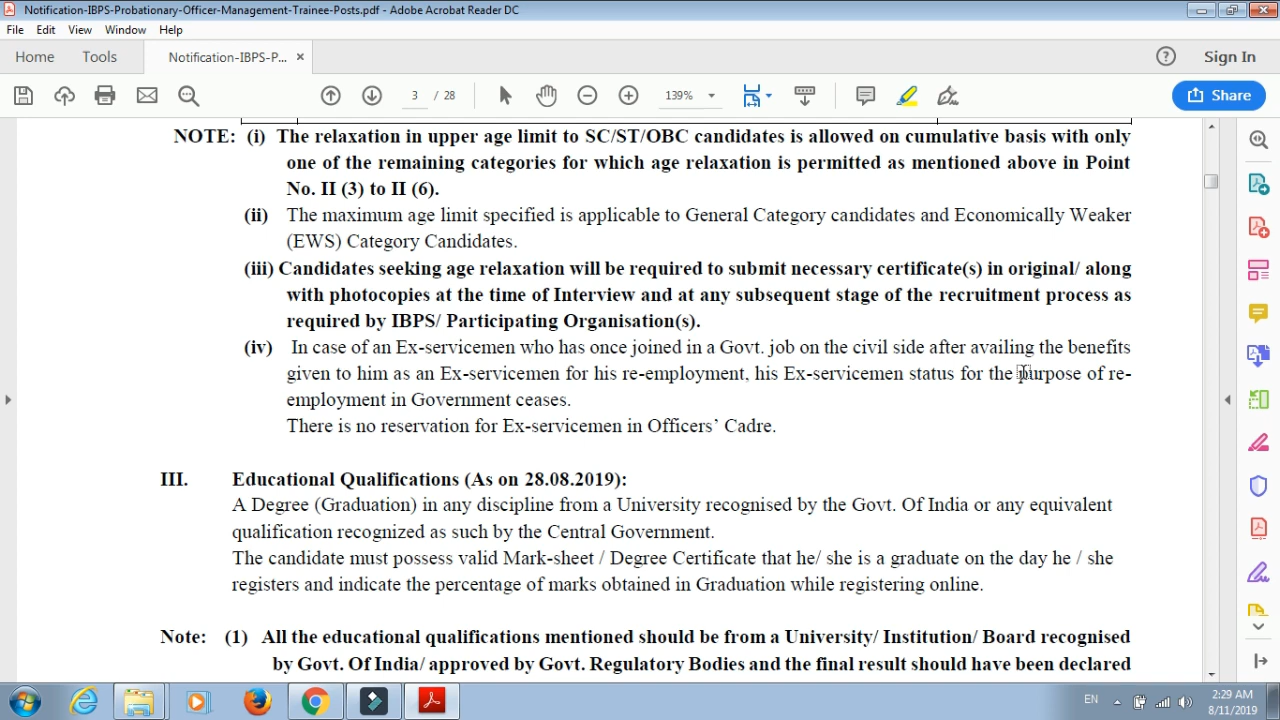 Notification-IBPS-Probationary-Officer-Management-Trainee-Posts.pdf - Adobe Acrobat Reader DC
File Edit View Window Help
Home Tools Notification-IBPS-P... × ? Sign In
3 / 28 139% Share
NOTE: (i) The relaxation in upper age limit to SC/ST/OBC candidates is allowed on cumulative basis with only
one of the remaining categories for which age relaxation is permitted as mentioned above in Point
No. II (3) to II (6).
(ii) The maximum age limit specified is applicable to General Category candidates and Economically Weaker
(EWS) Category Candidates.
(iii) Candidates seeking age relaxation will be required to submit necessary certificate(s) in original/ along
with photocopies at the time of Interview and at any subsequent stage of the recruitment process as
required by IBPS/ Participating Organisation(s).
(iv) In case of an Ex-servicemen who has once joined in a Govt. job on the civil side after availing the benefits
given to him as an Ex-servicemen for his re-employment, his Ex-servicemen status for the purpose of re-
employment in Government ceases.
There is no reservation for Ex-servicemen in Officers’ Cadre.
III. Educational Qualifications (As on 28.08.2019):
A Degree (Graduation) in any discipline from a University recognised by the Govt. Of India or any equivalent
qualification recognized as such by the Central Government.
The candidate must possess valid Mark-sheet / Degree Certificate that he/ she is a graduate on the day he / she
registers and indicate the percentage of marks obtained in Graduation while registering online.
Note: (1) All the educational qualifications mentioned should be from a University/ Institution/ Board recognised
by Govt. Of India/ approved by Govt. Regulatory Bodies and the final result should have been declared
EN 2:29 AM
8/11/2019